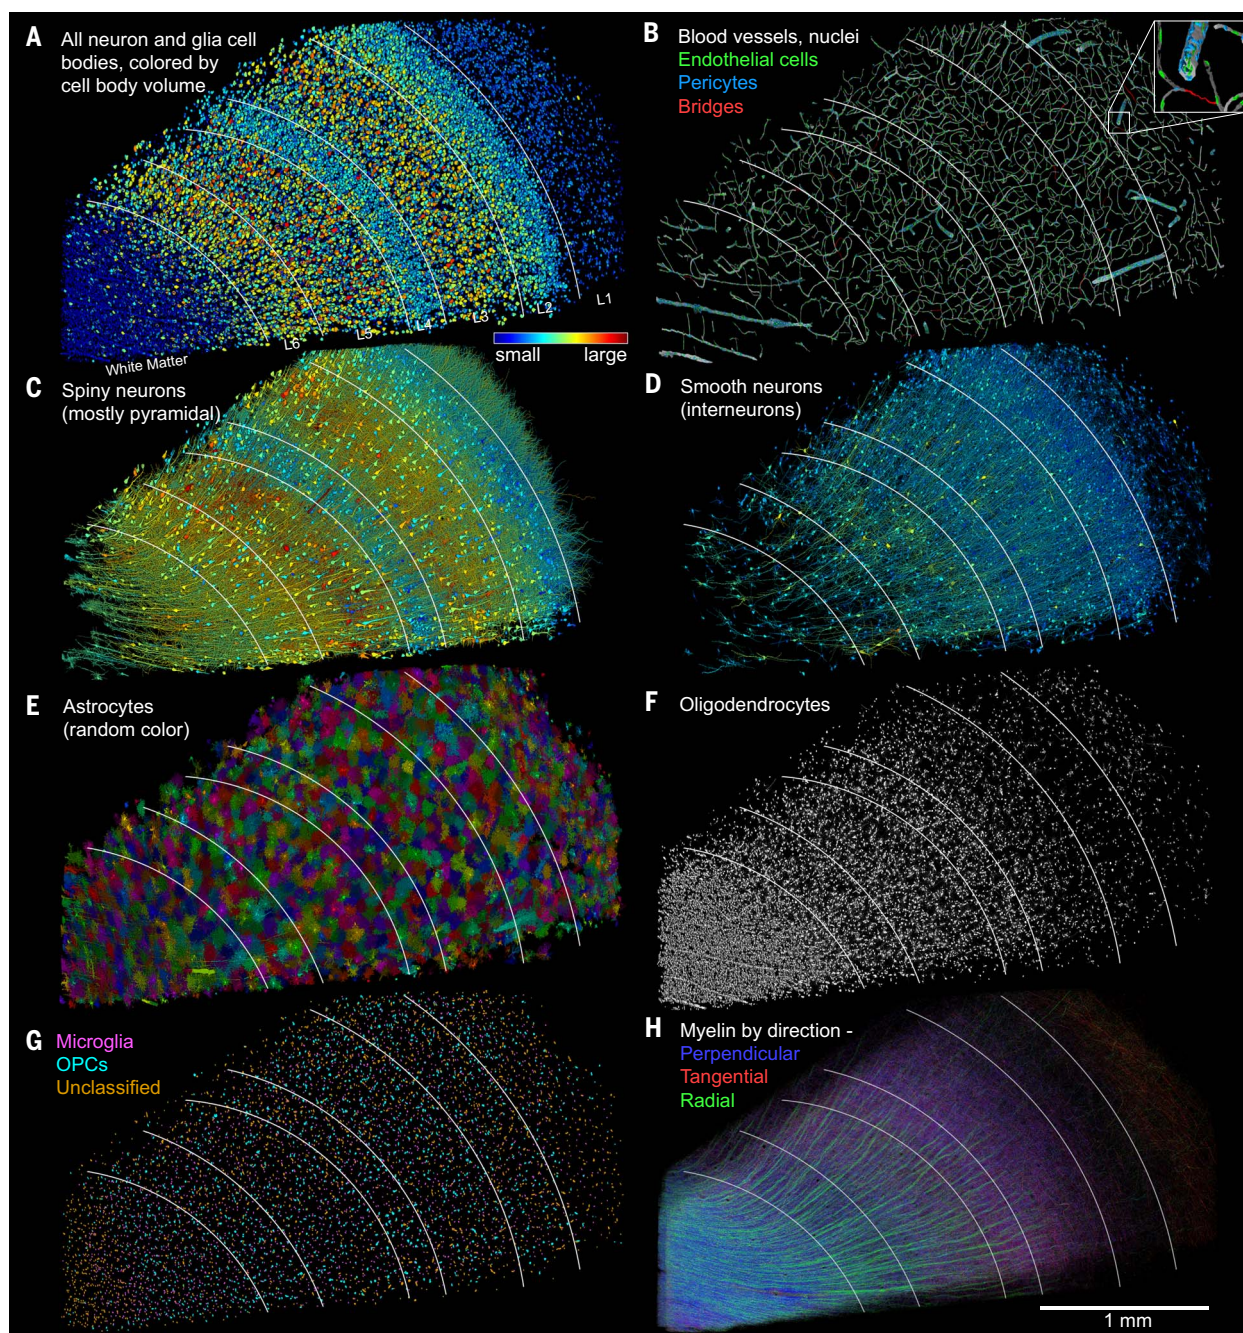 A
All neuron and glia cell
bodies, colored by
cell body volume
L1
L2
L3
L4
L5
L6
White Matter
small large
B
Blood vessels, nuclei
Endothelial cells
Pericytes
Bridges
C
Spiny neurons
(mostly pyramidal)
D
Smooth neurons
(interneurons)
E
Astrocytes
(random color)
F
Oligodendrocytes
G
Microglia
OPCs
Unclassified
H
Myelin by direction -
Perpendicular
Tangential
Radial
1 mm